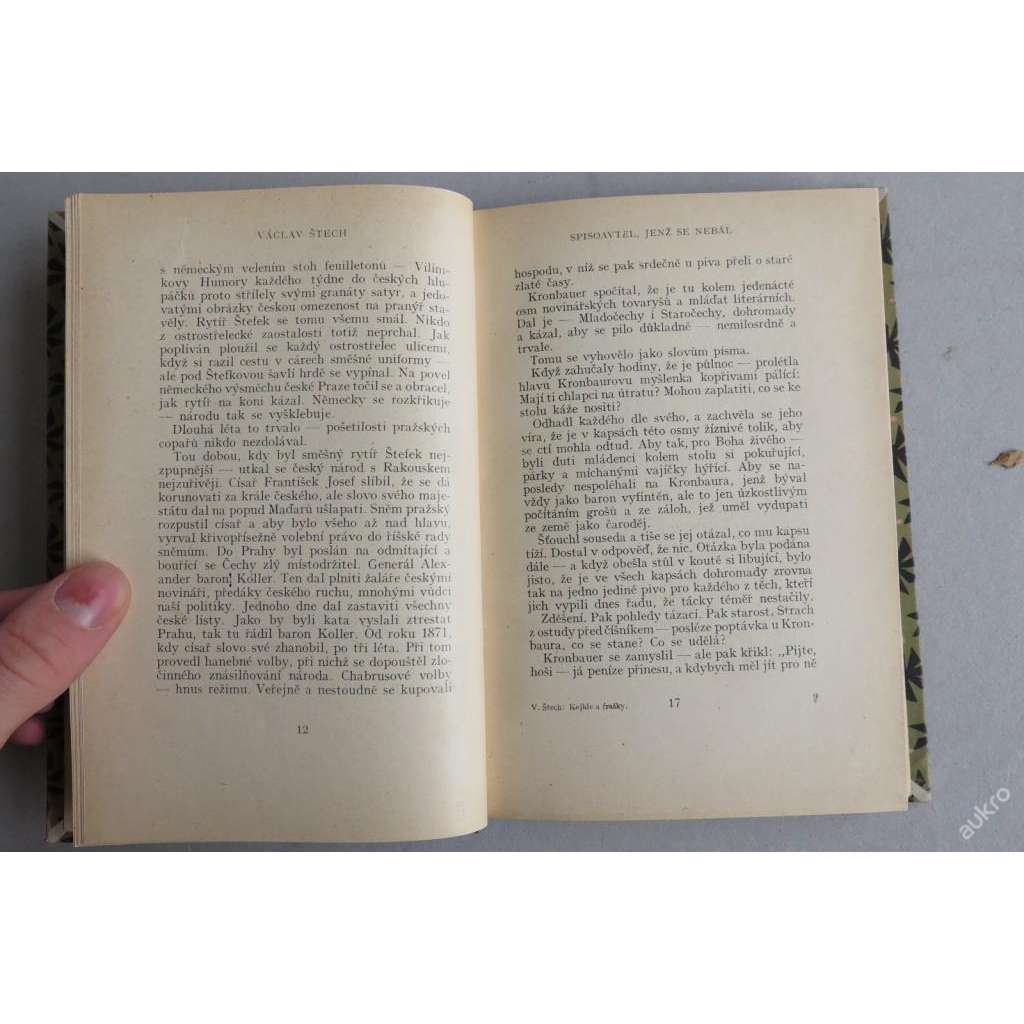 VÁCLAV ŠTECH
s německým velením stoh feuilletonů — Vilím-
kovy Humory každého týdne do českých hlu-
páčků proto střílely svými granáty satyr, a jedo-
vatými obrázky českou omezenost na pranýř sta-
věly. Rytíř Štefek se tomu všemu smál. Nikdo
z ostrostřelecké zaostalosti totiž neprchal. Jak
popliván ploužil se každý ostrostřelec ulicemi,
když si razil cestu v cárech směšné uniformy —
ale pod Štefkovou šavlí hrdě se vypínal. Na povel
německého výsměchu české Praze točil se a obracel,
jak rytíř na koni kázal. Německy se rozkřikuje
— národu tak se vyšklebuje.
Dlouhá léta to trvalo — pošetilosti pražských
copařů nikdo nezdolával.
Tou dobou, kdy byl směšný rytíř Štefek nej-
zpupnější — utkal se český národ s Rakouskem
nejzuřivěji. Císař František Josef slíbil, že se dá
korunovati za krále českého, ale slovo svého maje-
státu dal na popud Maďarů ušlapati. Sněm pražský
rozpustil císař a aby bylo všeho až nad hlavu,
vyrval křivopřísežně volební právo do říšské rady
sněmům. Do Prahy byl poslán na odmítající a
bouřící se Čechy zlý místodržitel. Generál Alex-
ander baron Koller. Ten dal plniti žaláře českými
novináři, předáky českého ruchu, mnohými vůdci
naší politiky. Jednoho dne dal zastaviti všechny
české listy. Jako by byli kata vyslali ztrestat
Prahu, tak tu řádil baron Koller. Od roku 1871,
kdy císař slovo své zhanobil, po tři léta. Při tom
provedl hanebné volby, při nichž se dopouštěl zlo-
činného znásilňování národa. Chabrusové volby
— hnus režimu. Veřejně a nestoudně se kupovali
12
SPISOAVTEL, JENŽ SE NEBÁL
hospodu, v níž se pak srdečně u piva přeli o staré
zlaté časy.
Kronbauer spočítal, že je tu kolem jedenácté
osm novinářských tovaryšů a mláďat literárních.
Dal je — Mladočechy i Staročechy, dohromady
a kázal, aby se pilo důkladně — nemilosrdně a
trvale.
Tomu se vyhovělo jako slovům písma.
Když zahučaly hodiny, že je půlnoc — prolétla
hlavu Kronbaurovu myšlenka kopřivami pálící:
Mají ti chlapci na útratu? Mohou zaplatiti, co se ke
stolu káže nositi?
Odhadl každého dle svého, a zachvěla se jeho
víra, že je v kapsách této osmy žíznivé tolik, aby
se ctí mohla odtud. Aby tak, pro Boha živého —
byli duti mládenci kolem stolu si pokuřující,
párky a míchanými vajíčky hýřící. Aby se na-
posledy nespoléhali na Kronbaura, jenž býval
vždy jako baron vyfintěn, ale to jen úzkostlivým
počítáním grošů a ze záloh, jež uměl vydupati
ze země jako čaroděj.
Šťouchl souseda a tiše se jej otázal, co mu kapsu
tíží. Dostal v odpověď, že nic. Otázka byla podána
dále — a když obešla stůl v koutě si libující, bylo
jisto, že je ve všech kapsách dohromady zrovna
tak na jedno jediné pivo pro každého z těch, kteří
jich vypili dnes řadu, že tácky téměř nestačily.
Zděšení. Pak pohledy tázací. Pak starost. Strach
z ostudy před číšníkem — posléze poptávka u Kron-
baura, co se stane? Co se udělá?
Kronbauer se zamyslil — ale pak křikl: „Pijte,
hoši — já peníze přinesu, a kdybych měl jít pro ně
V. Štech: Kejkle a frašky.
17
aukro